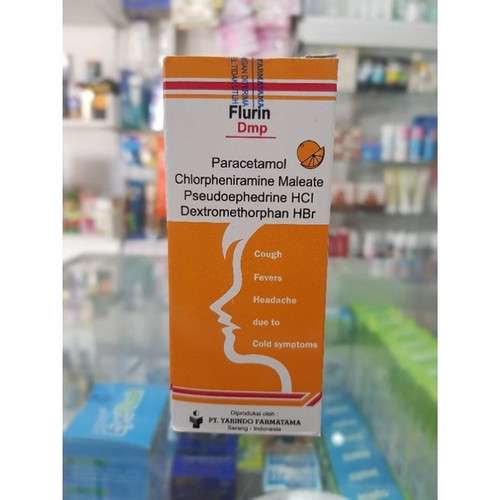 Flurin
Dmp
Paracetamol
Chlorpheniramine Maleate
Pseudoephedrine HCl
Dextromethorphan HBr
Cough
Fevers
Headache
due to
Cold symptoms
Diproduksi oleh :
PT. YARINDO FARMATAMA
Serang - Indonesia